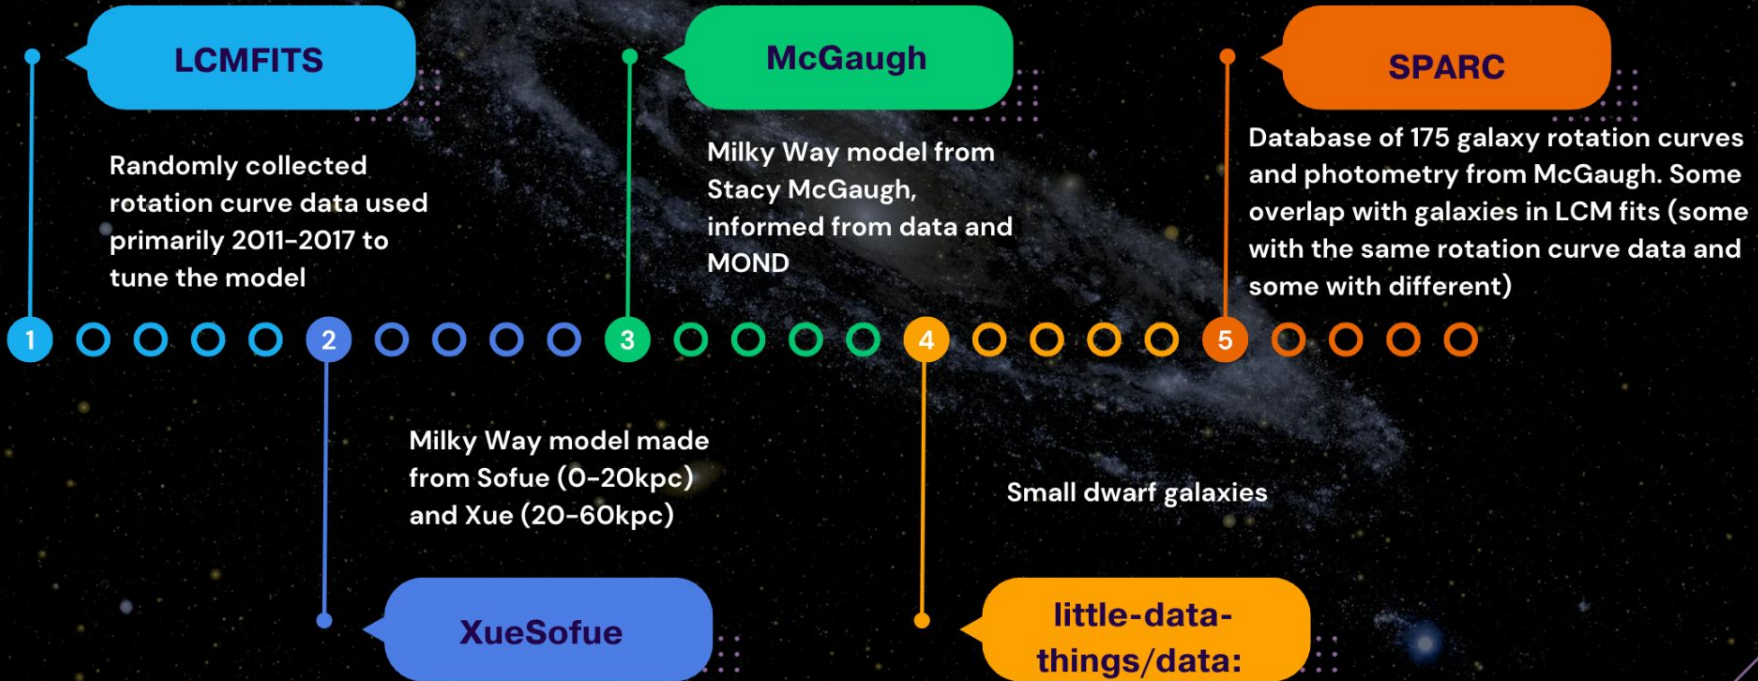 LCMFITS
Randomly collected
rotation curve data used
primarily 2011-2017 to
tune the model
McGaugh
Milky Way model from
Stacy McGaugh,
informed from data and
MOND
SPARC
Database of 175 galaxy rotation curves
and photometry from McGaugh. Some
overlap with galaxies in LCM fits (some
with the same rotation curve data and
some with different)
1
2
3
4
5
Milky Way model made
from Sofue (0-20kpc)
and Xue (20-60kpc)
XueSofue
Small dwarf galaxies
little-data-
things/data: